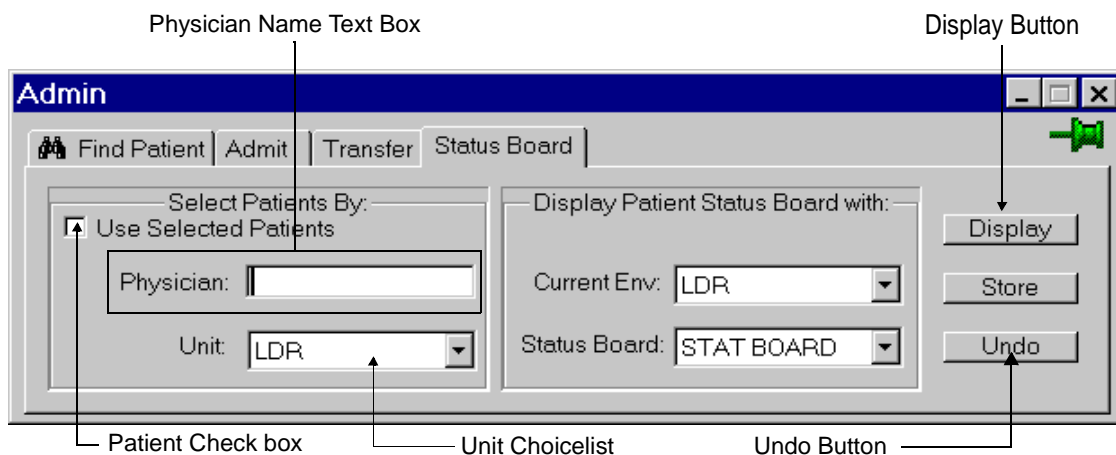 Physician Name Text Box
Display Button
Admin
Find Patient
Admit
Transfer
Status Board
Select Patients By:
Use Selected Patients
Physician:
Unit:
LDR
Display Patient Status Board with:
Current Env:
LDR
Status Board:
STAT BOARD
Display
Store
Undo
Patient Check box
Unit Choicelist
Undo Button